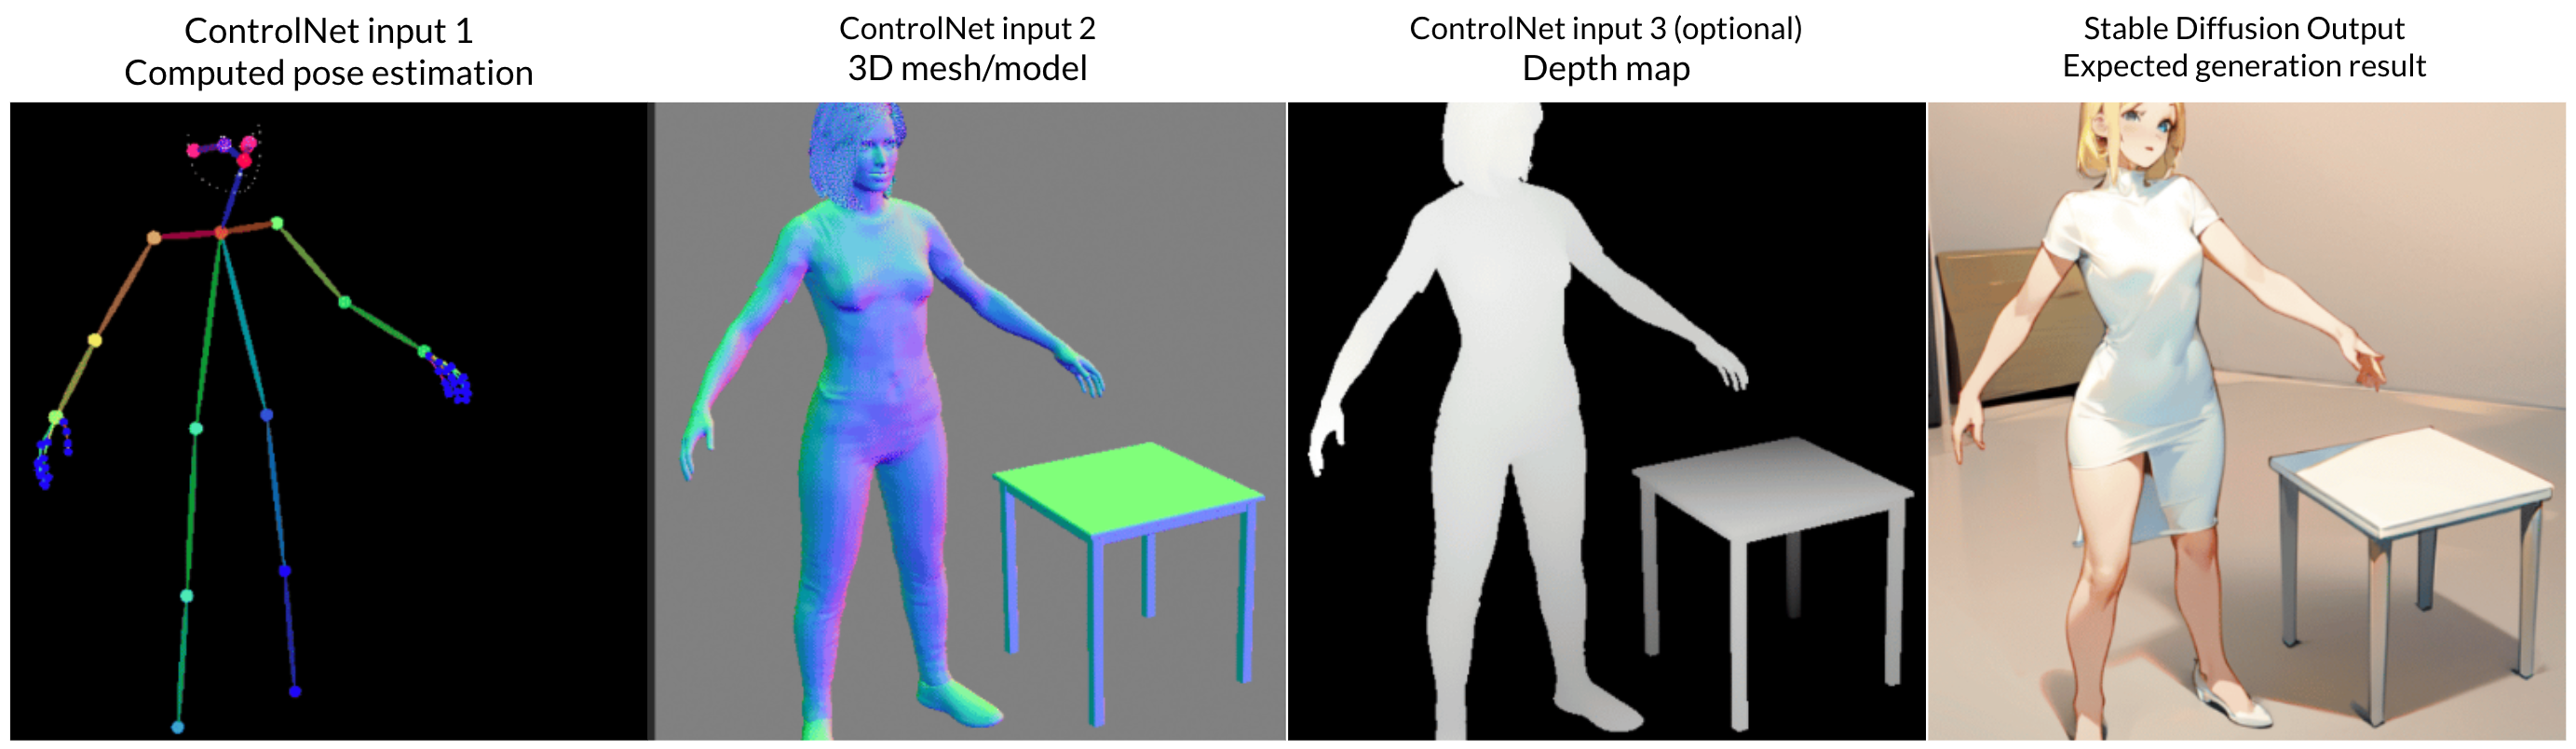 ControlNet input 1
Computed pose estimation
ControlNet input 2
3D mesh/model
ControlNet input 3 (optional)
Depth map
Stable Diffusion Output
Expected generation result